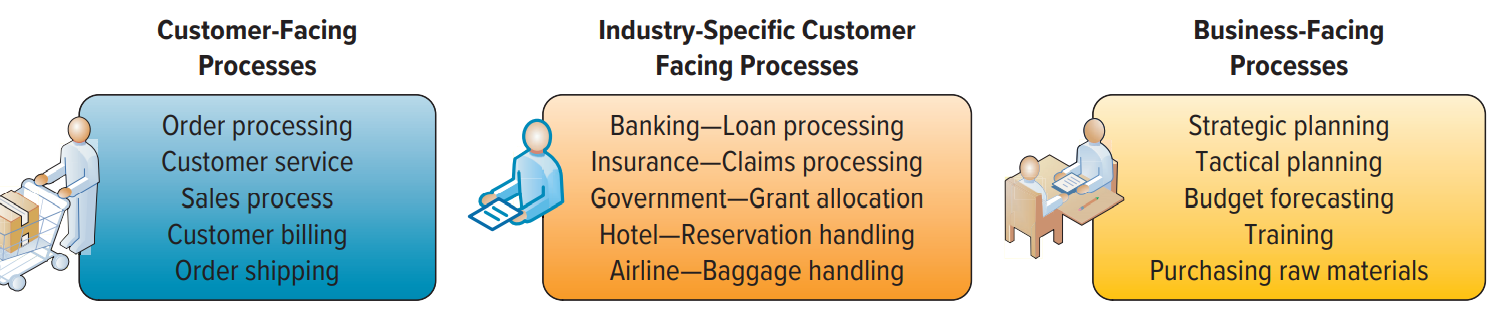 Customer-Facing
Processes
Order processing
Customer service
Sales process
Customer billing
Order shipping
Industry-Specific Customer
Facing Processes
Banking—Loan processing
Insurance—Claims processing
Government—Grant allocation
Hotel—Reservation handling
Airline—Baggage handling
Business-Facing
Processes
Strategic planning
Tactical planning
Budget forecasting
Training
Purchasing raw materials